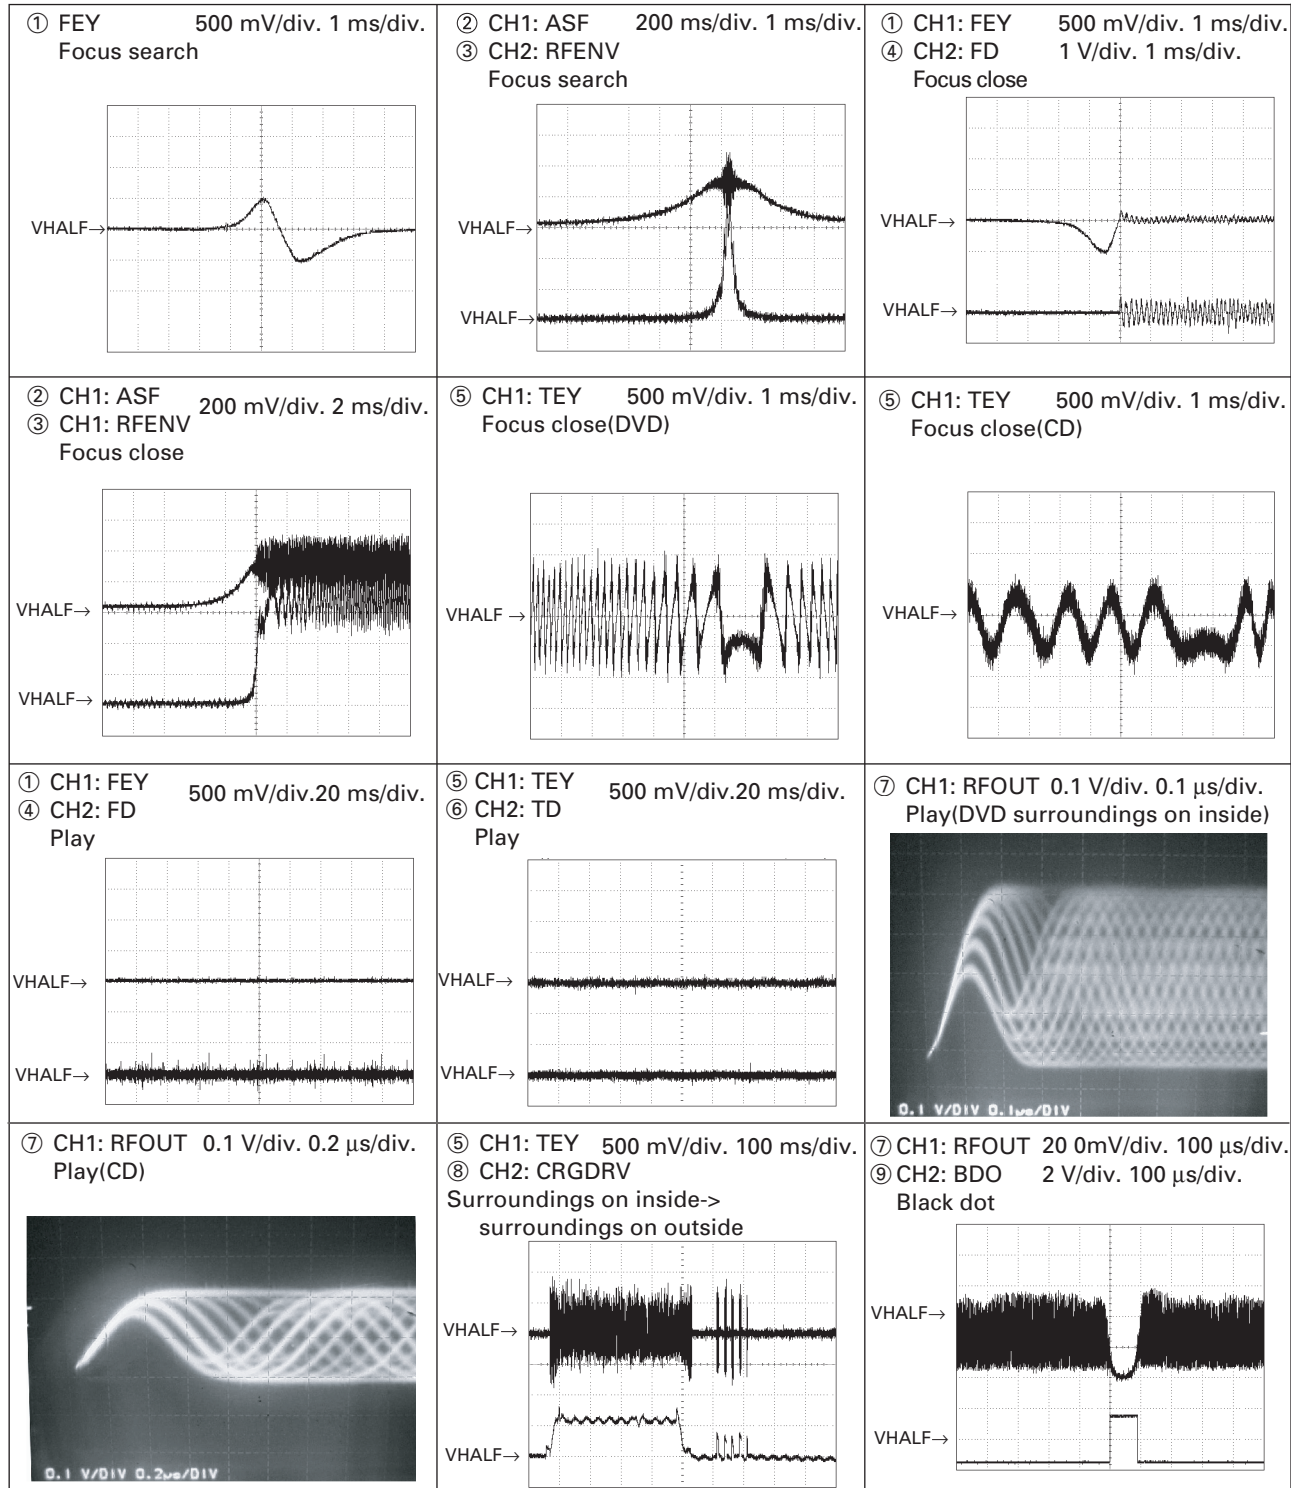 ① FEY 500 mV/div. 1 ms/div.
Focus search
VHALF→
② CH1: ASF 200 ms/div. 1 ms/div.
③ CH2: RFENV
Focus search
VHALF→
VHALF→
① CH1: FEY 500 mV/div. 1 ms/div.
④ CH2: FD 1 V/div. 1 ms/div.
Focus close
VHALF→
VHALF→
② CH1: ASF 200 mV/div. 2 ms/div.
③ CH1: RFENV
Focus close
VHALF→
VHALF→
⑤ CH1: TEY 500 mV/div. 1 ms/div.
Focus close(DVD)
VHALF →
⑤ CH1: TEY 500 mV/div. 1 ms/div.
Focus close(CD)
VHALF→
① CH1: FEY 500 mV/div.20 ms/div.
④ CH2: FD
Play
VHALF→
VHALF→
⑤ CH1: TEY 500 mV/div.20 ms/div.
⑥ CH2: TD
Play
VHALF→
VHALF→
⑦ CH1: RFOUT 0.1 V/div. 0.1 μs/div.
Play(DVD surroundings on inside)
0.1 V/DIV 0.1μs/DIV
⑦ CH1: RFOUT 0.1 V/div. 0.2 μs/div.
Play(CD)
0.1 V/DIV 0.2μs/DIV
⑤ CH1: TEY 500 mV/div. 100 ms/div.
⑧ CH2: CRGDRV
Surroundings on inside->
surroundings on outside
VHALF→
VHALF→
⑦ CH1: RFOUT 20 0mV/div. 100 μs/div.
⑨ CH2: BDO 2 V/div. 100 μs/div.
Black dot
VHALF→
VHALF→